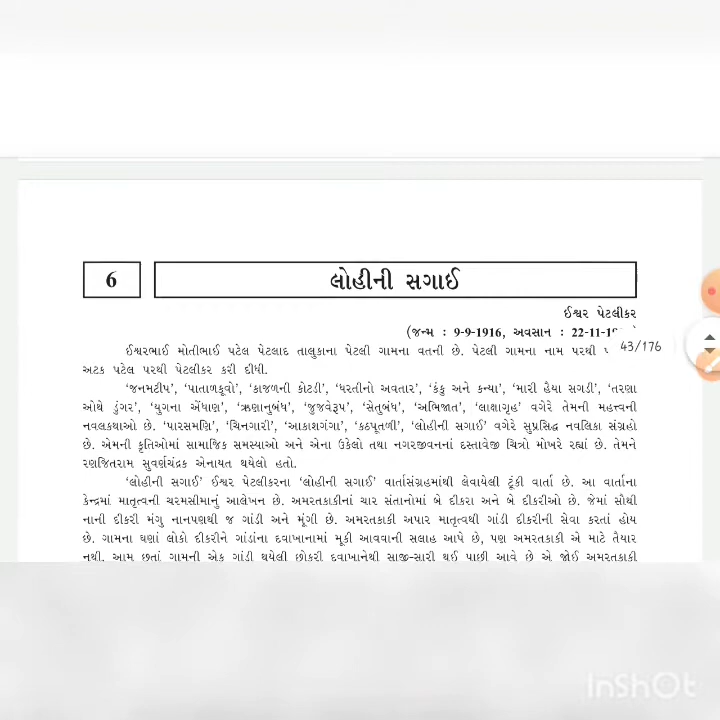 6
લોહીની સગાઈ
ઈશ્વર પેટલીકર
(જન્મ : 9-9-1916, અવસાન : 22-11-19
43/176
ઈશ્વરભાઈ મોતીભાઈ પટેલ પેટલાદ તાલુકાના પેટલી ગામના વતની છે. પેટલી ગામના નામ પરથી
અટક પટેલ પરથી પેટલીકર કરી દીધી.
‘જનમટીપ’, ‘પાતાળકૂવો’, ‘કાજળની કોટડી’, ‘ધરતીનો અવતાર’, ‘કંકુ અને કન્યા’, ‘મારી હૈયા સગડી’, ‘તરણા
ઓથે ડુંગર’, ‘યુગના એંધાણ’, ‘ઋણાનુબંધ’, ‘જુજવેરૂપ’, ‘સેતુબંધ’, ‘અભિજાત’, ‘લાક્ષાગૃહ’ વગેરે તેમની મહત્ત્વની
નવલકથાઓ છે. ‘પારસમણિ’, ‘ચિનગારી’, ‘આકાશગંગા’, ‘કઠપૂતળી’, ‘લોહીની સગાઈ’ વગેરે સુપ્રસિદ્ધ નવલિકા સંગ્રહો
છે. એમની કૃતિઓમાં સામાજિક સમસ્યાઓ અને એના ઉકેલો તથા નગરજીવનનાં દસ્તાવેજી ચિત્રો મોખરે રહ્યાં છે. તેમને
રણજિતરામ સુવર્ણચંદ્રક એનાયત થયેલો હતો.
‘લોહીની સગાઈ’ ઈશ્વર પેટલીકરના ‘લોહીની સગાઈ’ વાર્તાસંગ્રહમાંથી લેવાયેલી ટૂંકી વાર્તા છે. આ વાર્તાના
કેન્દ્રમાં માતૃત્વની ચરમસીમાનું આલેખન છે. અમરતકાકીનાં ચાર સંતાનોમાં બે દીકરા અને બે દીકરીઓ છે. જેમાં સૌથી
નાની દીકરી મંગુ નાનપણથી જ ગાંડી અને મૂંગી છે. અમરતકાકી અપાર માતૃત્વથી ગાંડી દીકરીની સેવા કરતાં હોય
છે. ગામના ઘણાં લોકો દીકરીને ગાંડાંના દવાખાનામાં મૂકી આવવાની સલાહ આપે છે, પણ અમરતકાકી એ માટે તૈયાર
નથી. આમ છતાં ગામની એક ગાંડી થયેલી છોકરી દવાખાનેથી સાજી-સારી થઈ પાછી આવે છે એ જોઈ અમરતકાકી
InShOt